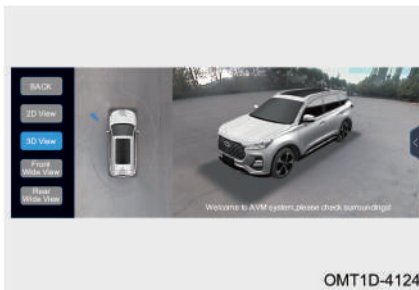 BACK
2D View
3D View
Front
Wide View
Rear
Wide View
Welcome to AVM system,please check surroundings!
OMT1D-4124